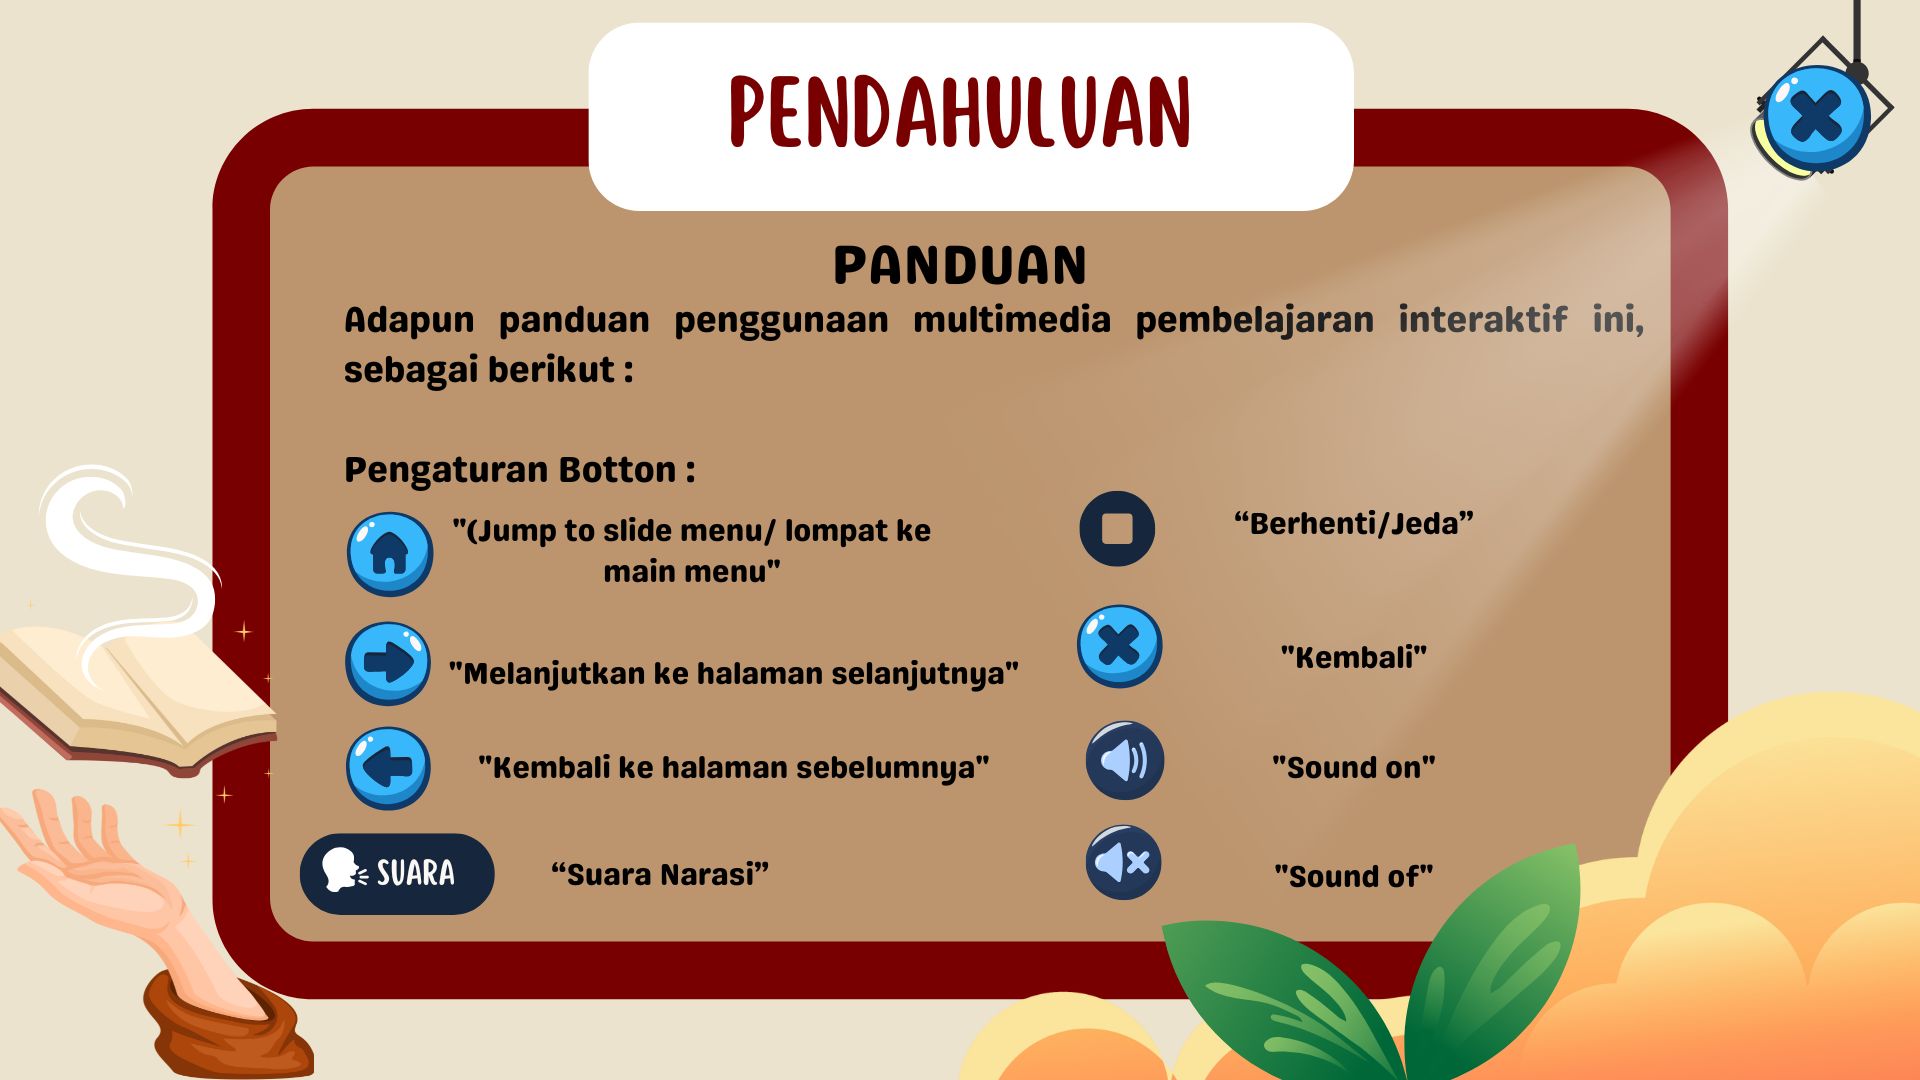 PENDAHULUAN
PANDUAN
Adapun panduan penggunaan multimedia pembelajaran interaktif ini,
sebagai berikut :
Pengaturan Botton :
"(Jump to slide menu/ lompat ke
main menu"
"Melanjutkan ke halaman selanjutnya"
"Kembali ke halaman sebelumnya"
SUARA
“Suara Narasi”
“Berhenti/Jeda”
"Kembali"
"Sound on"
"Sound of"